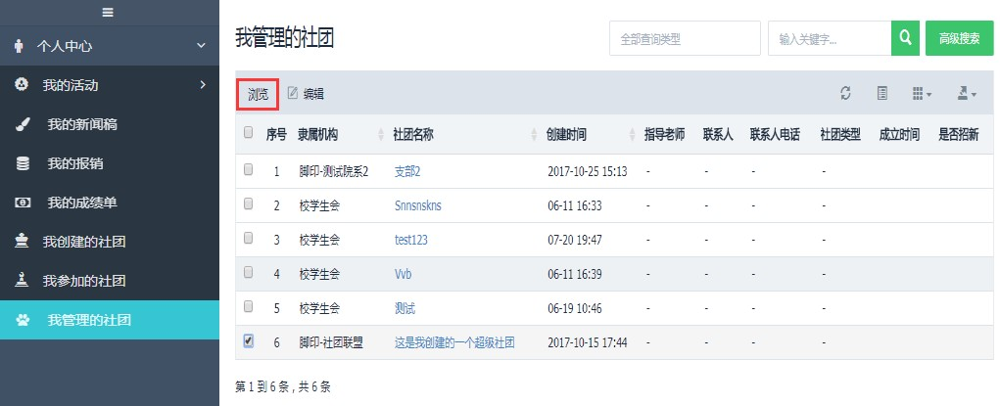 个人中心
我的活动
我的新闻稿
我的报销
我的成绩单
我创建的社团
我参加的社团
我管理的社团
我管理的社团
全部查询类型
输入关键字...
高级搜索
浏览 编辑
序号 隶属机构 社团名称 创建时间 指导老师 联系人 联系人电话 社团类型 成立时间 是否招新
1 脚印-测试院系2 支部2 2017-10-25 15:13 - - - -
2 校学生会 Snnsnskns 06-11 16:33 - - - -
3 校学生会 test123 07-20 19:47 - - - -
4 校学生会 Vvb 06-11 16:39 - - - -
5 校学生会 测试 06-19 10:46 - - - -
6 脚印-社团联盟 这是我创建的一个超级社团 2017-10-15 17:44 - - - -
第 1 到 6 条 , 共 6 条